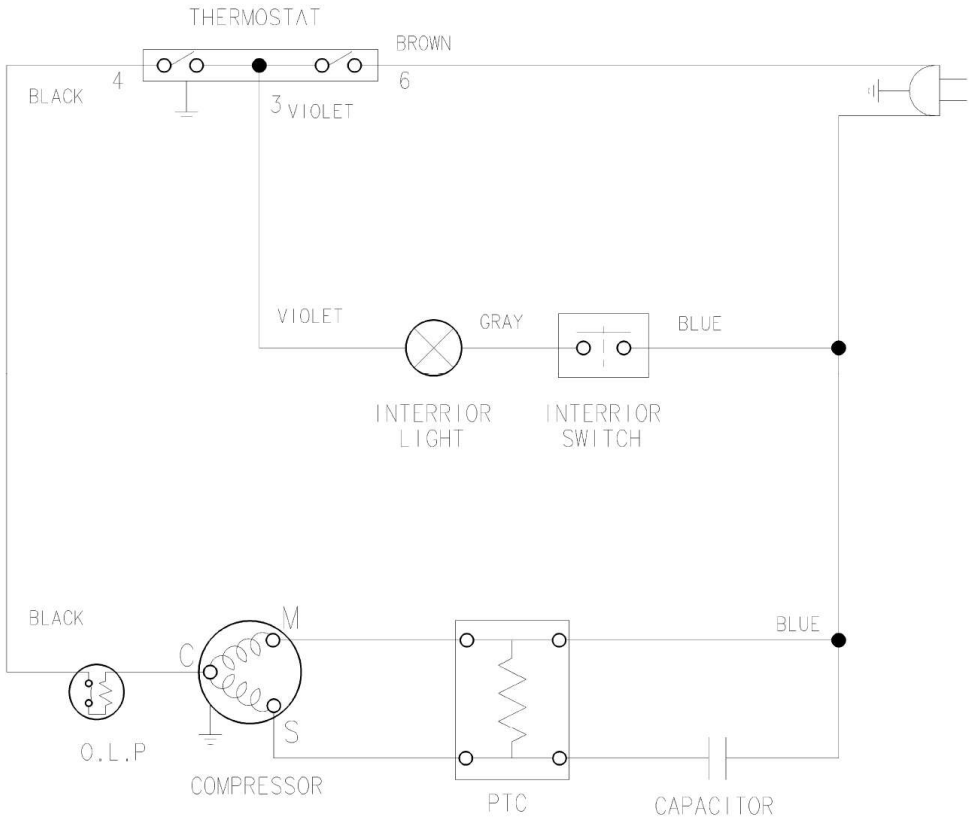 THERMOSTAT
BROWN
4
6
BLACK
3 VIOLET
VIOLET
GRAY
BLUE
INTERRIOR
LIGHT
INTERRIOR
SWITCH
BLACK
M
BLUE
C
S
O.L.P
COMPRESSOR
PTC
CAPACITOR